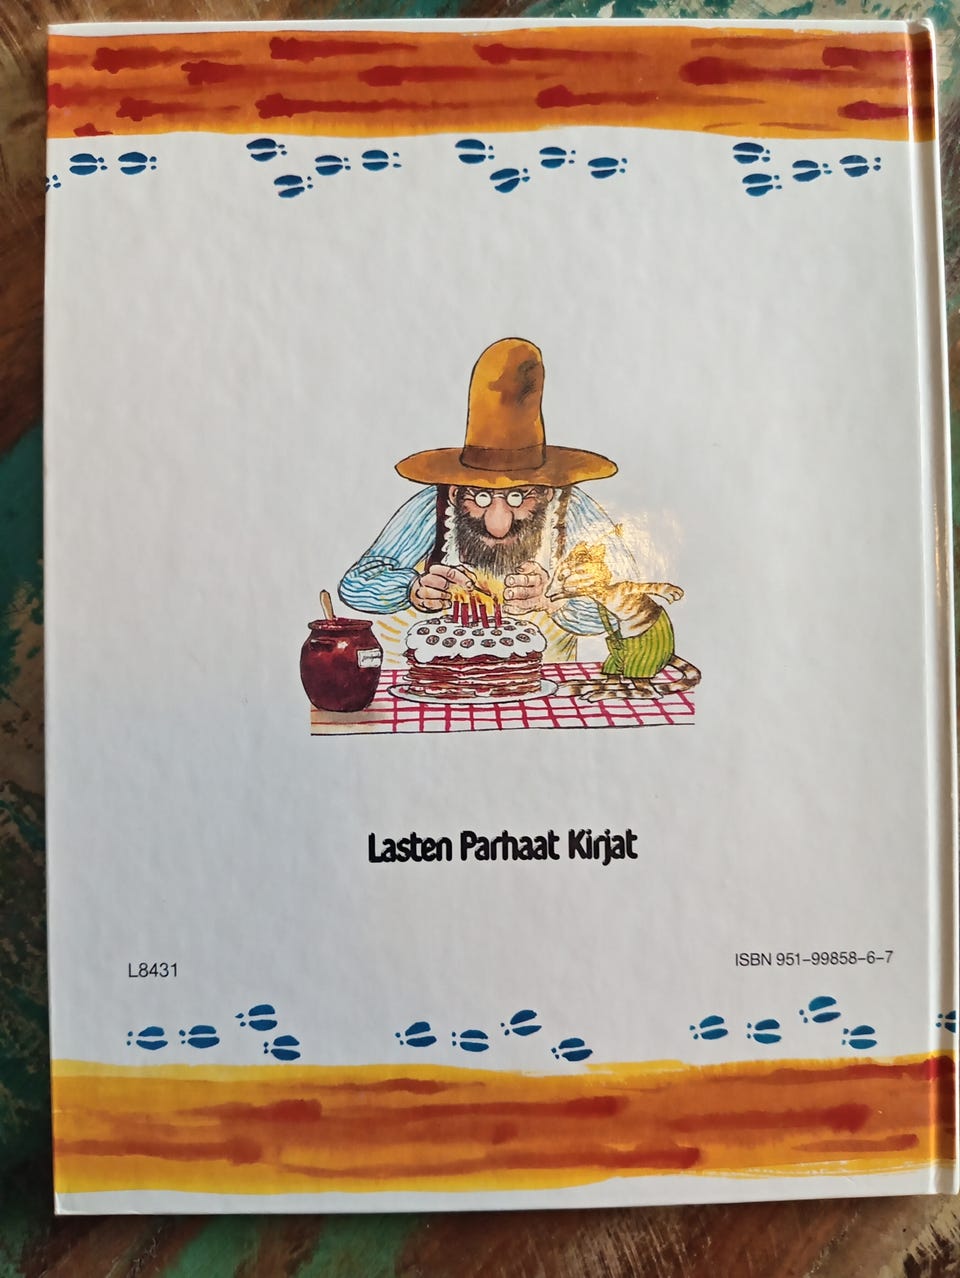 Lasten Parhaat Kirjat
L8431
ISBN 951–99858–6–7